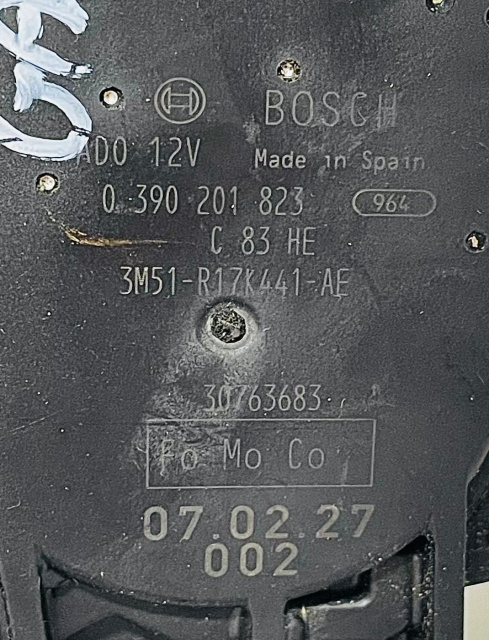 BOSCH
ADO 12V Made in Spain
0 390 201 823 964
C 83 HE
3M51-R17K441-AE
30763683
Fo Mo Co
07.02.27
002